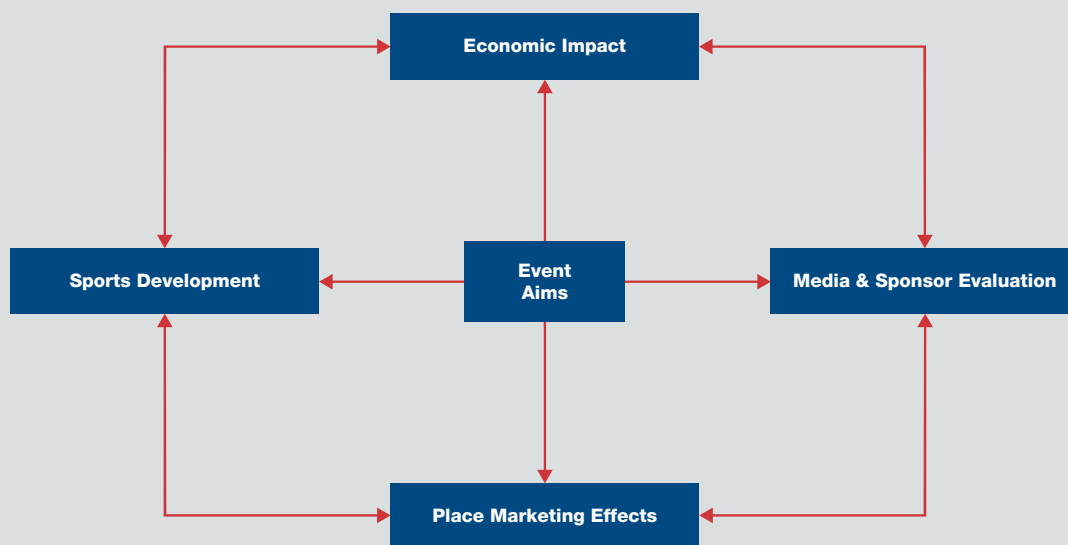 Economic Impact
Sports Development
Event
Aims
Media & Sponsor Evaluation
Place Marketing Effects